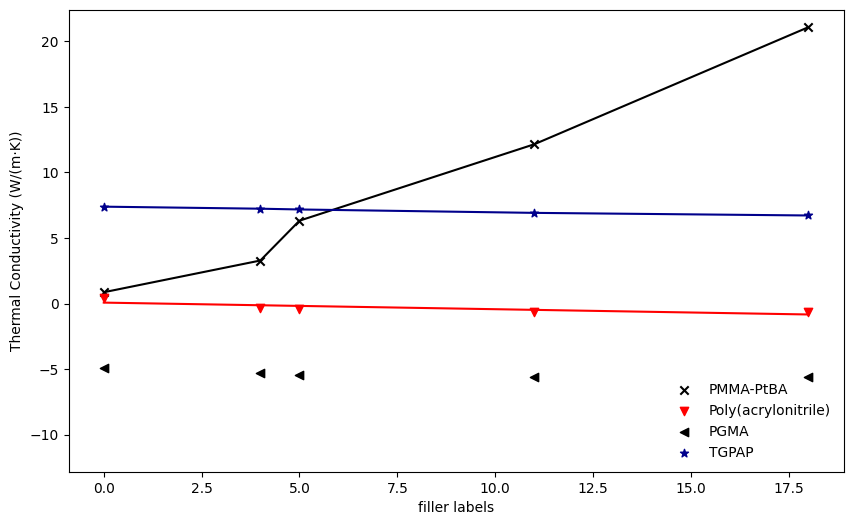 20
15
10
5
0
−5
−10
Thermal Conductivity (W/(m·K))
0.0
2.5
5.0
7.5
10.0
12.5
15.0
17.5
filler labels
PMMA-PtBA
Poly(acrylonitrile)
PGMA
TGPAP